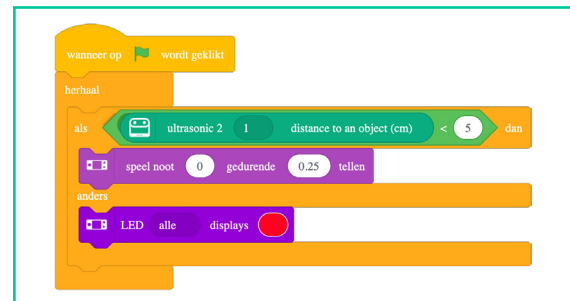 wanneer op wordt geklikt
herhaal
als ultrasonic 2 1 distance to an object (cm) < 5 dan
speel noot 0 gedurende 0.25 tellen
anders
LED alle displays